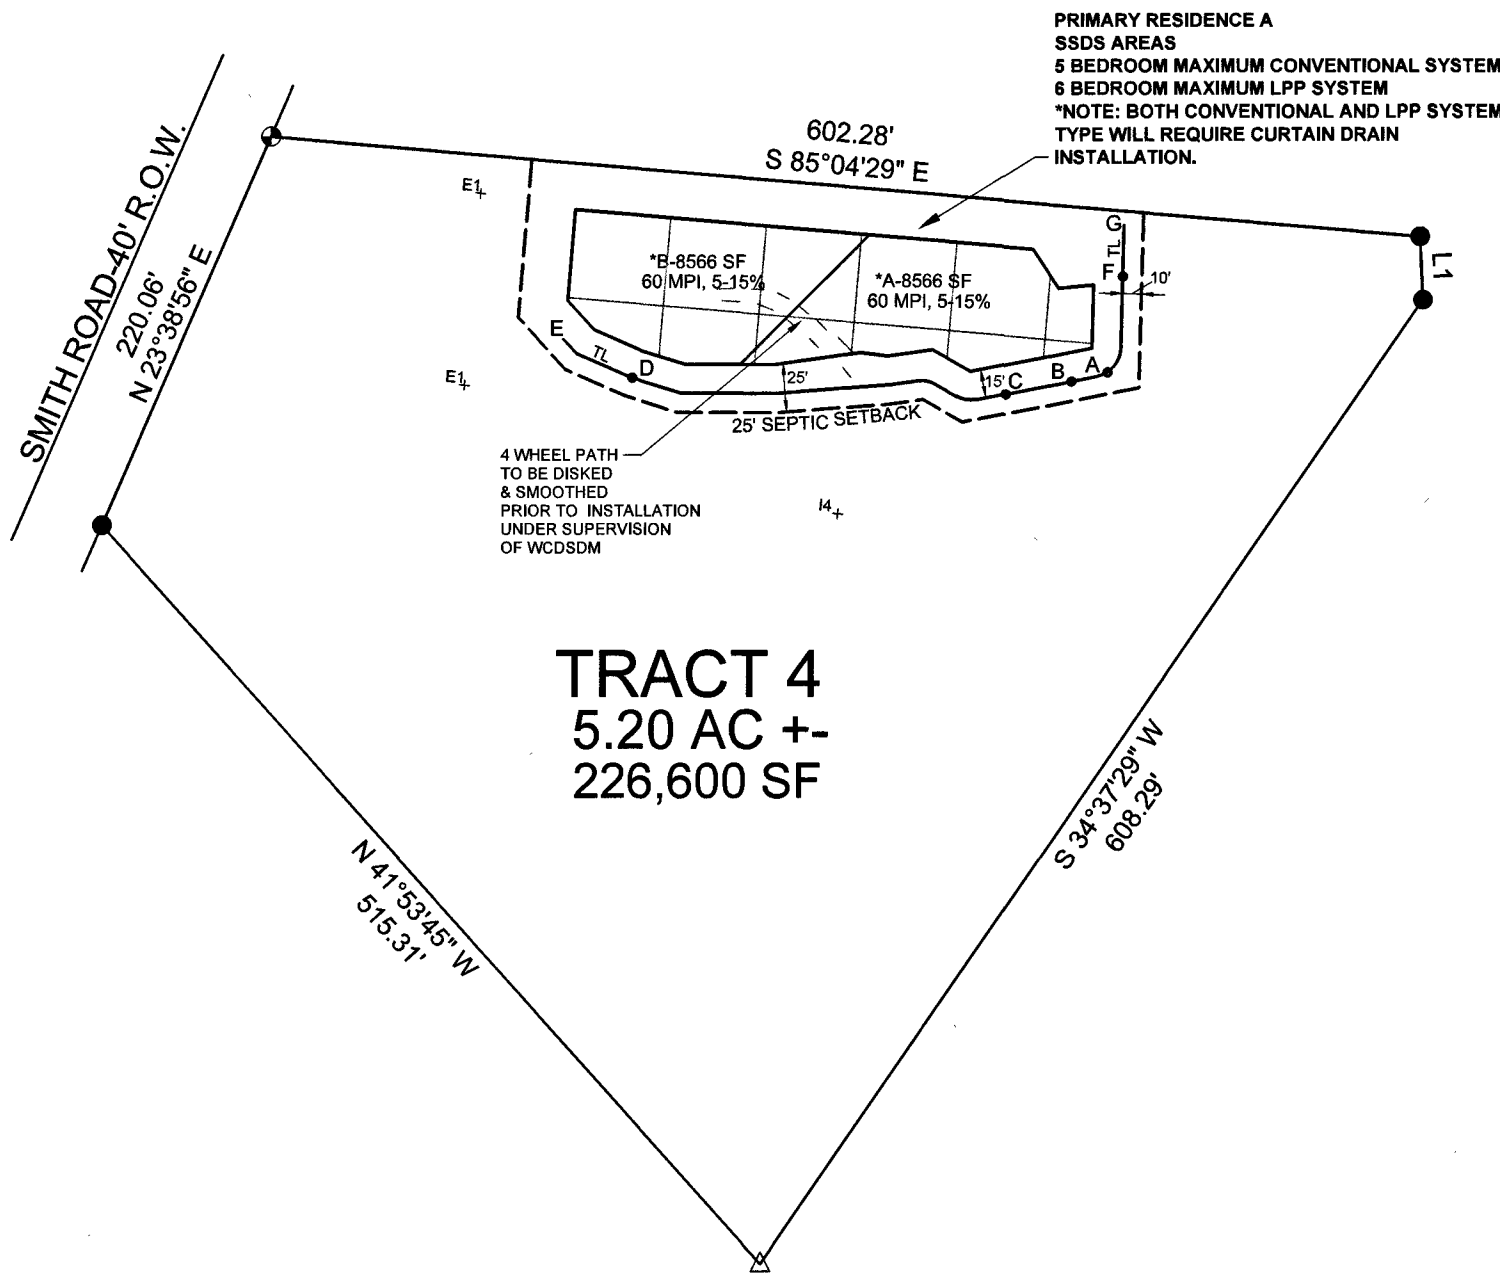 PRIMARY RESIDENCE A
SSDS AREAS
5 BEDROOM MAXIMUM CONVENTIONAL SYSTEM
6 BEDROOM MAXIMUM LPP SYSTEM
*NOTE: BOTH CONVENTIONAL AND LPP SYSTEM
TYPE WILL REQUIRE CURTAIN DRAIN
INSTALLATION.
602.28'
S 85°04'29" E
SMITH ROAD-40' R.O.W.
220.06'
N 23°38'56" E
E1
E1
L1
*B-8566 SF
60 MPI, 5-15%
*A-8566 SF
60 MPI, 5-15%
G
TL
F
10'
E
TL
D
25'
15'
C
B
A
25' SEPTIC SETBACK
4 WHEEL PATH
TO BE DISKED
& SMOOTHED
PRIOR TO INSTALLATION
UNDER SUPERVISION
OF WCDSDM
I4
TRACT 4
5.20 AC +-
226,600 SF
S 34°37'29" W
608.29'
N 41°53'45" W
515.31'